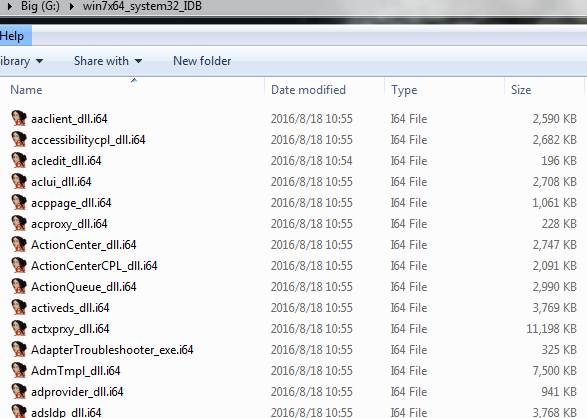 Big (G:) ▸ win7x64_system32_IDB
Help
ibrary Share with New folder
Name Date modified Type Size
aaclient_dll.i64 2016/8/18 10:55 I64 File 2,590 KB
accessibilitycpl_dll.i64 2016/8/18 10:55 I64 File 2,682 KB
acledit_dll.i64 2016/8/18 10:54 I64 File 196 KB
aclui_dll.i64 2016/8/18 10:55 I64 File 2,708 KB
acppage_dll.i64 2016/8/18 10:55 I64 File 1,061 KB
acproxy_dll.i64 2016/8/18 10:55 I64 File 228 KB
ActionCenter_dll.i64 2016/8/18 10:55 I64 File 2,747 KB
ActionCenterCPL_dll.i64 2016/8/18 10:55 I64 File 2,091 KB
ActionQueue_dll.i64 2016/8/18 10:55 I64 File 2,990 KB
activeds_dll.i64 2016/8/18 10:55 I64 File 3,769 KB
actxprxy_dll.i64 2016/8/18 10:55 I64 File 11,198 KB
AdapterTroubleshooter_exe.i64 2016/8/18 10:55 I64 File 325 KB
AdmTmpl_dll.i64 2016/8/18 10:55 I64 File 7,500 KB
adprovider_dll.i64 2016/8/18 10:55 I64 File 941 KB
adsldp_dll.i64 2016/8/18 10:55 I64 File 3,768 KB